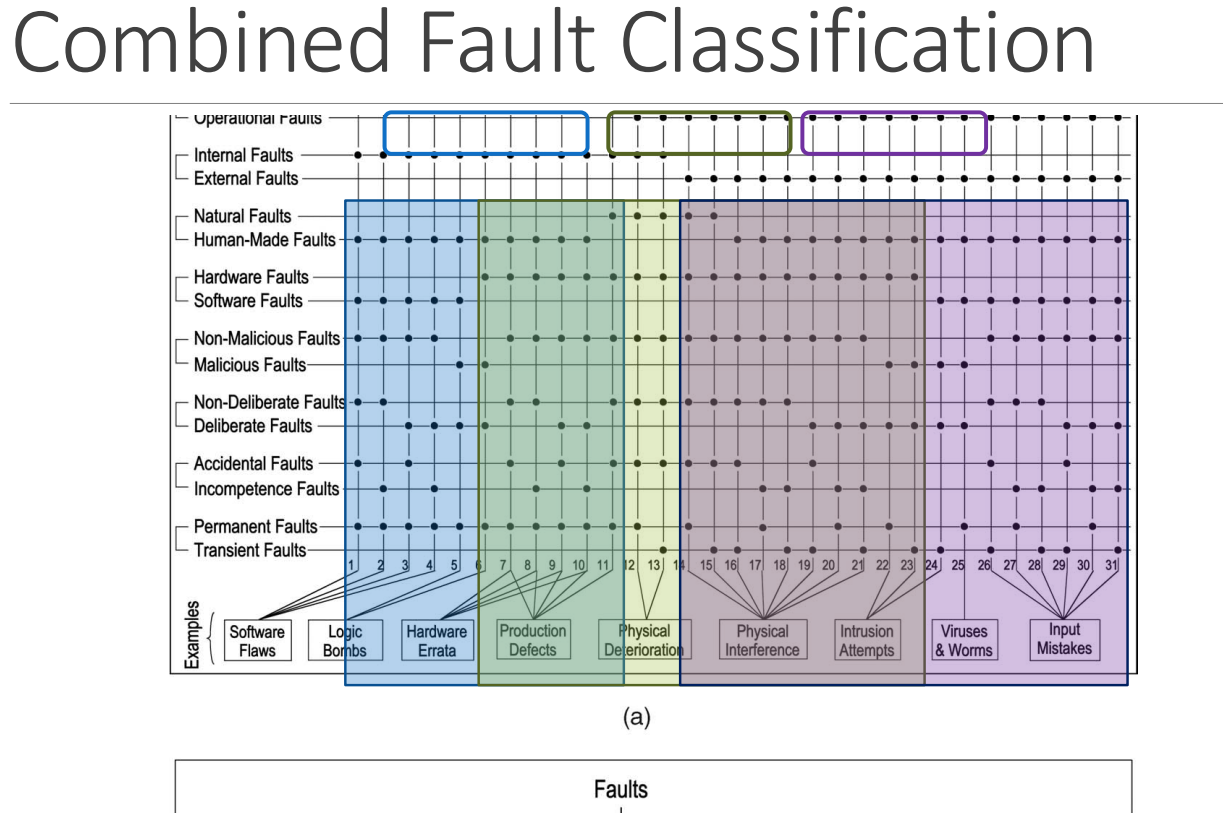 Combined Fault Classification
Operational Faults
Internal Faults
External Faults
Natural Faults
Human-Made Faults
Hardware Faults
Software Faults
Non-Malicious Faults
Malicious Faults
Non-Deliberate Faults
Deliberate Faults
Accidental Faults
Incompetence Faults
Permanent Faults
Transient Faults
1 2 3 4 5 6 7 8 9 10 11 12 13 14 15 16 17 18 19 20 21 22 23 24 25 26 27 28 29 30 31
Examples
Software
Flaws
Logic
Bombs
Hardware
Errata
Production
Defects
Physical
Deterioration
Physical
Interference
Intrusion
Attempts
Viruses
& Worms
Input
Mistakes
(a)
Faults